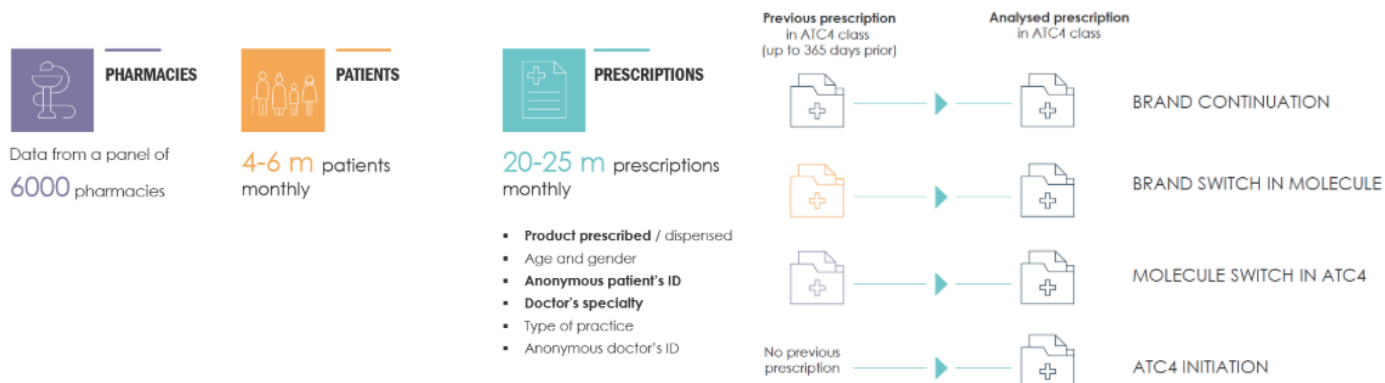 PHARMACIES
Data from a panel of
6000 pharmacies
PATIENTS
4-6 m patients
monthly
PRESCRIPTIONS
20-25 m prescriptions
monthly
▪ Product prescribed / dispensed
▪ Age and gender
▪ Anonymous patient's ID
▪ Doctor's specialty
▪ Type of practice
▪ Anonymous doctor's ID
Previous prescription
in ATC4 class
(up to 365 days prior)
Analysed prescription
in ATC4 class
BRAND CONTINUATION
BRAND SWITCH IN MOLECULE
MOLECULE SWITCH IN ATC4
No previous
prescription
ATC4 INITIATION